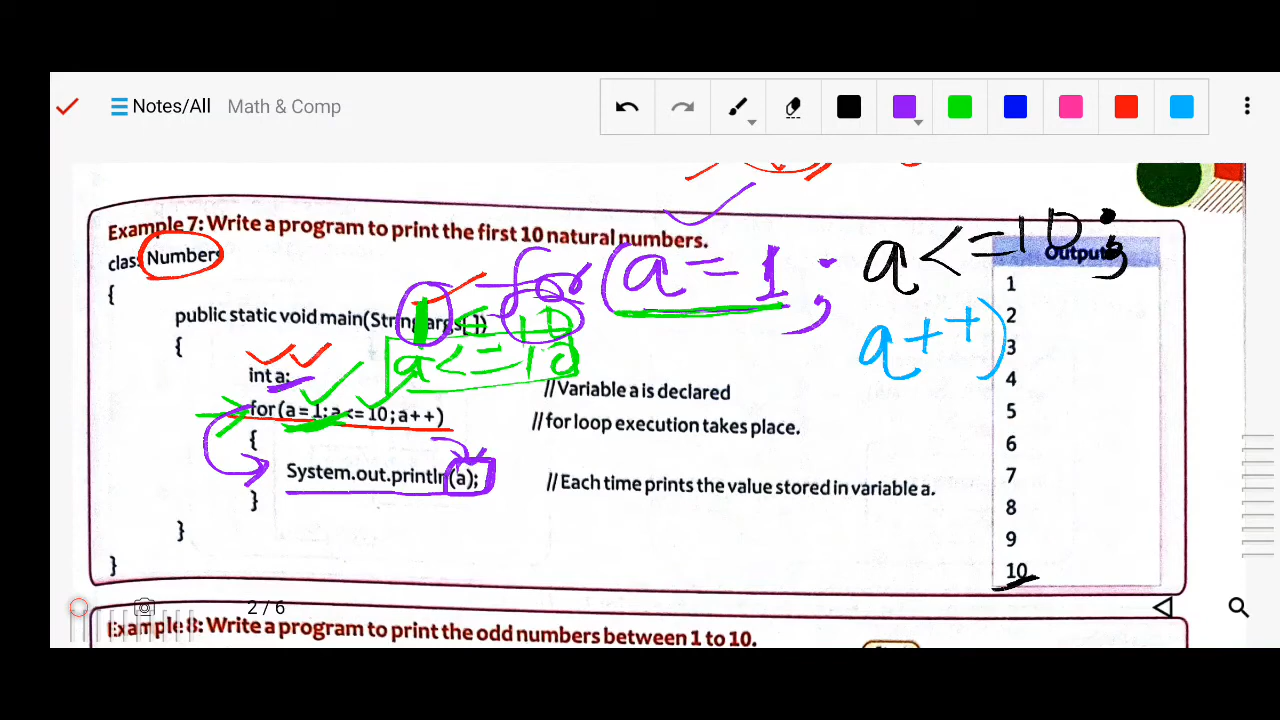 Notes/All Math & Comp
Example 7: Write a program to print the first 10 natural numbers.
class Numbers
{
public static void main(String args[])
{
int a;
//Variable a is declared
for(a=1;a<=10;a++)
//for loop execution takes place.
{
System.out.println(a);
//Each time prints the value stored in variable a.
}
}
}
for(a=1;
a<=10;
a++)
1<=10
a<=10
Output:
1
2
3
4
5
6
7
8
9
10
2 / 6
Example 8: Write a program to print the odd numbers between 1 to 10.